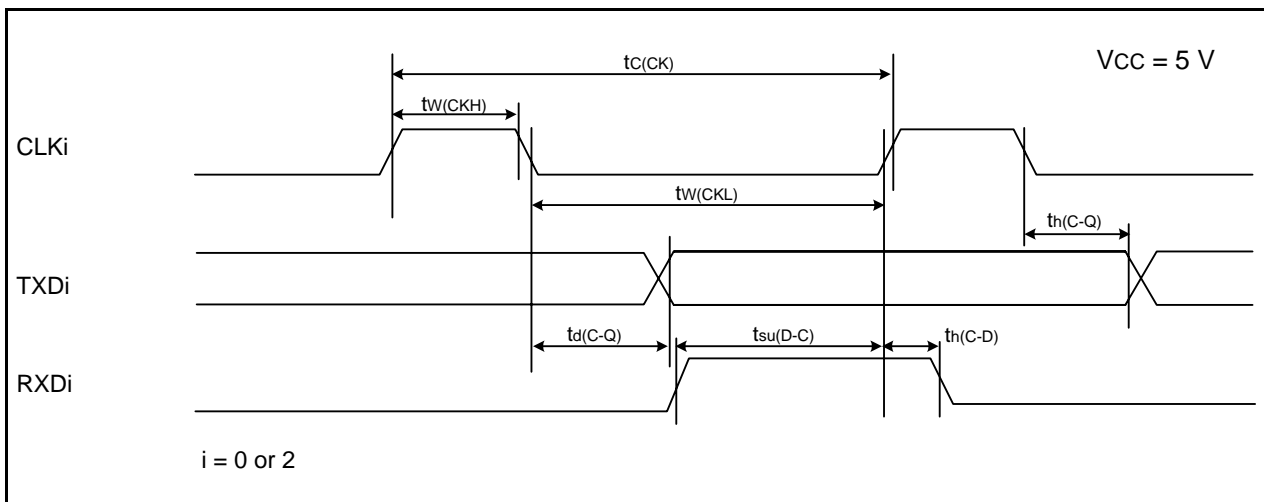 VCC = 5 V
tC(CK)
tW(CKH)
CLKi
tW(CKL)
th(C-Q)
TXDi
td(C-Q)
tsu(D-C)
th(C-D)
RXDi
i = 0 or 2